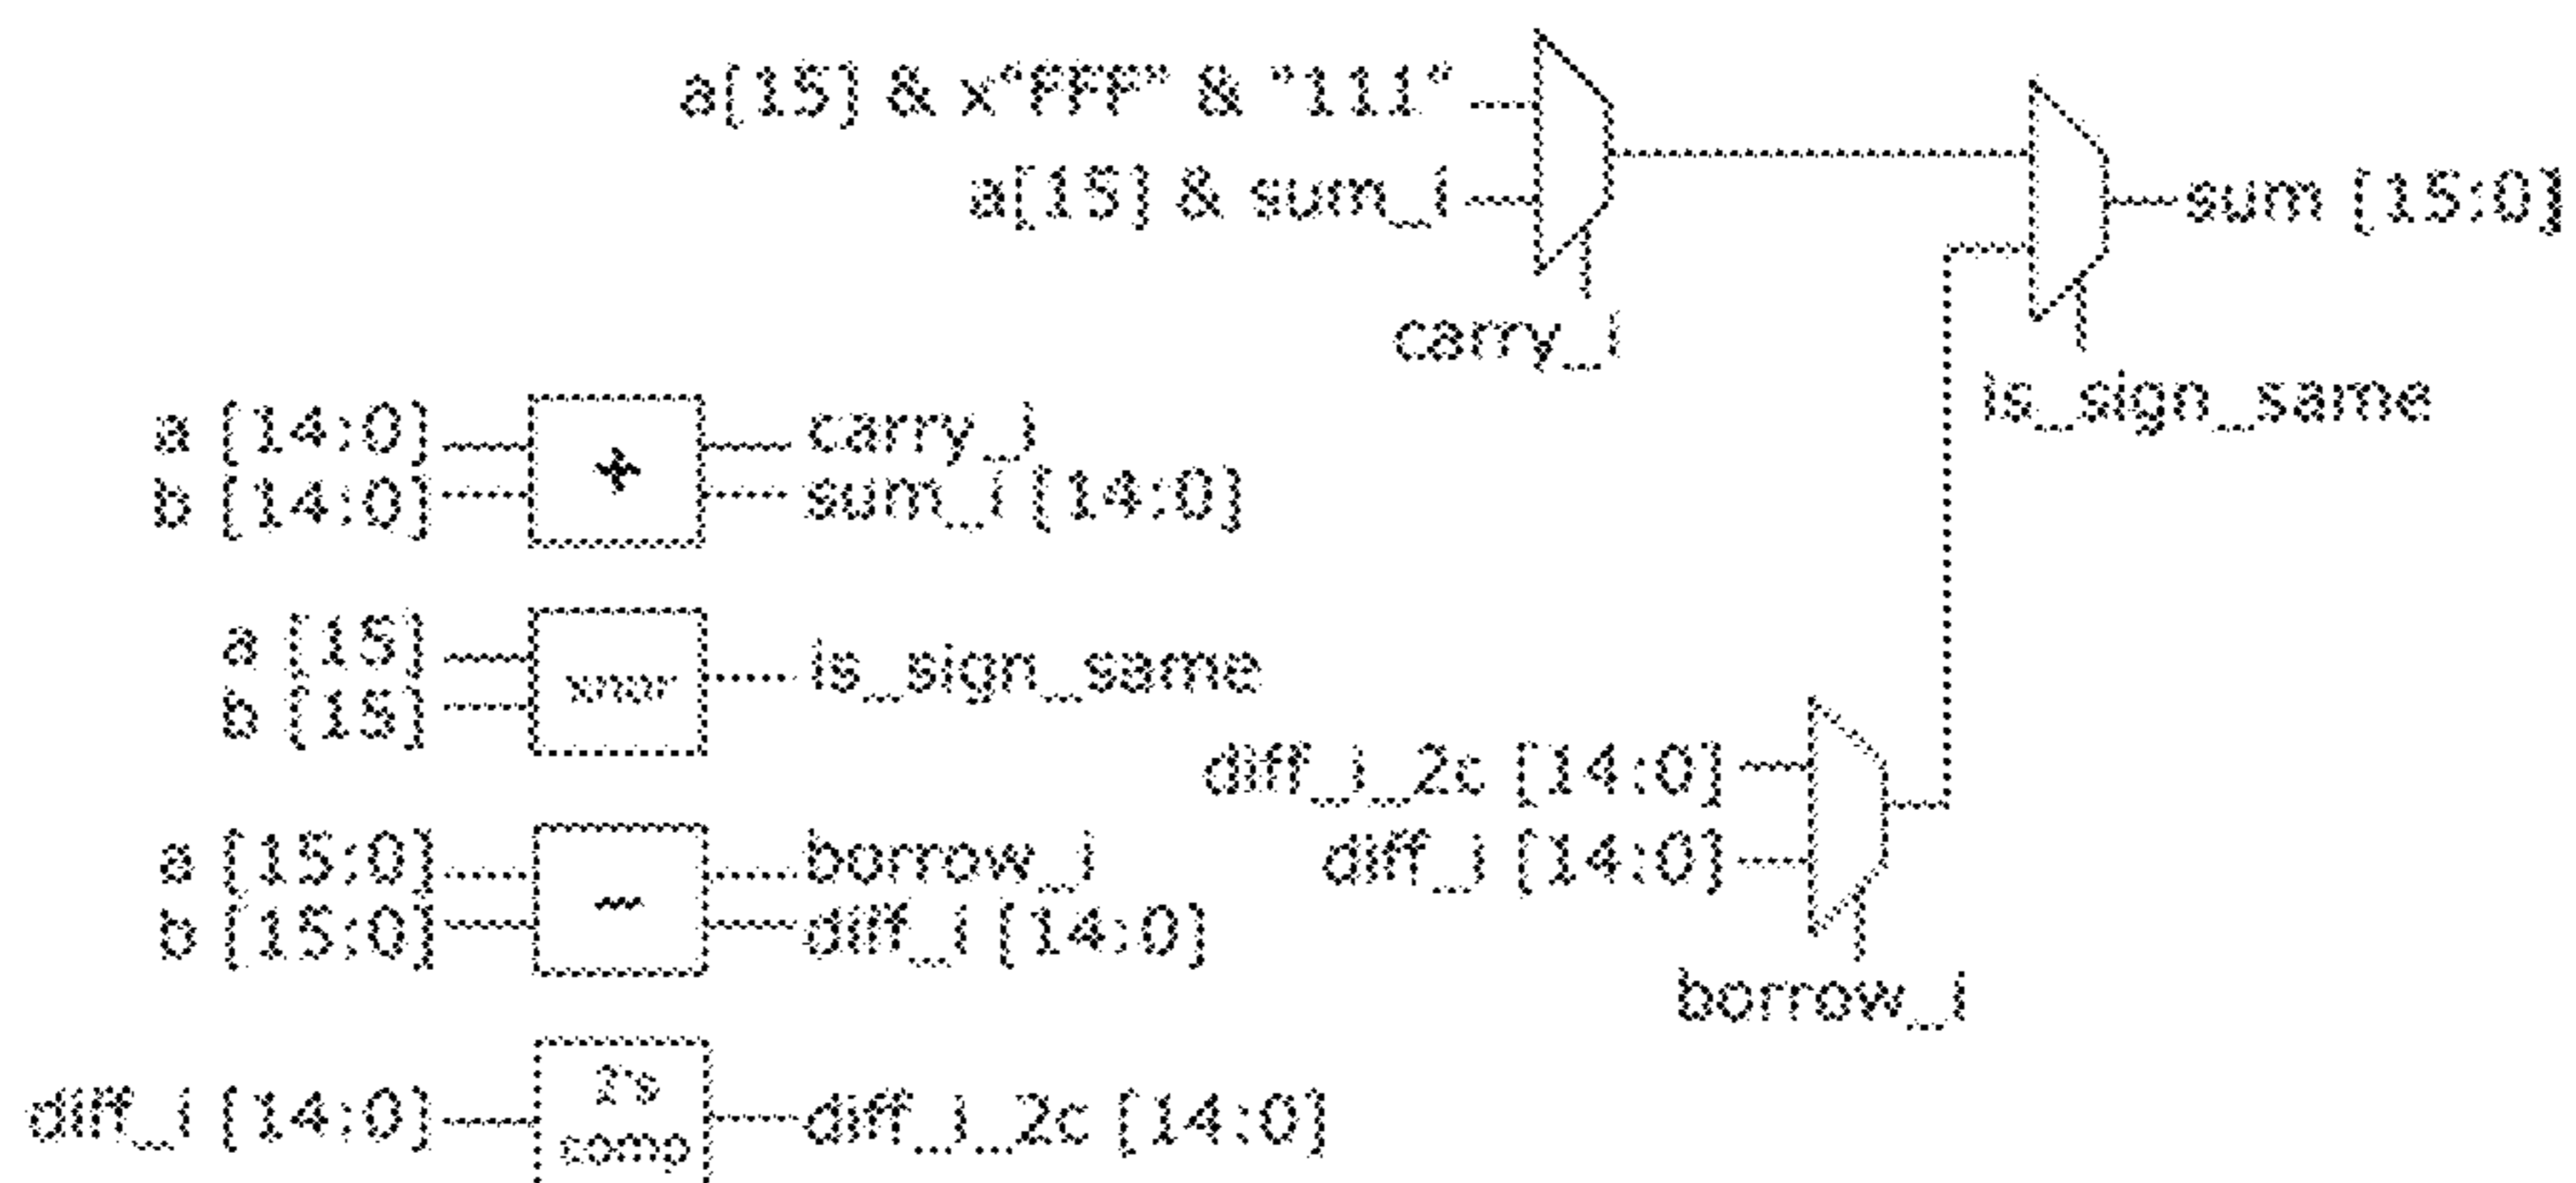 a[15] & x"FFF" & "111"
a[15] & sum_i
sum [15:0]
carry_i
is_sign_same
a [14:0]
b [14:0]
+
carry_i
sum_i [14:0]
a [15]
b [15]
xnor
is_sign_same
diff_i_2c [14:0]
diff_i [14:0]
borrow_i
a [15:0]
b [15:0]
-
borrow_i
diff_i [14:0]
diff_i [14:0]
2's
comp
diff_i_2c [14:0]